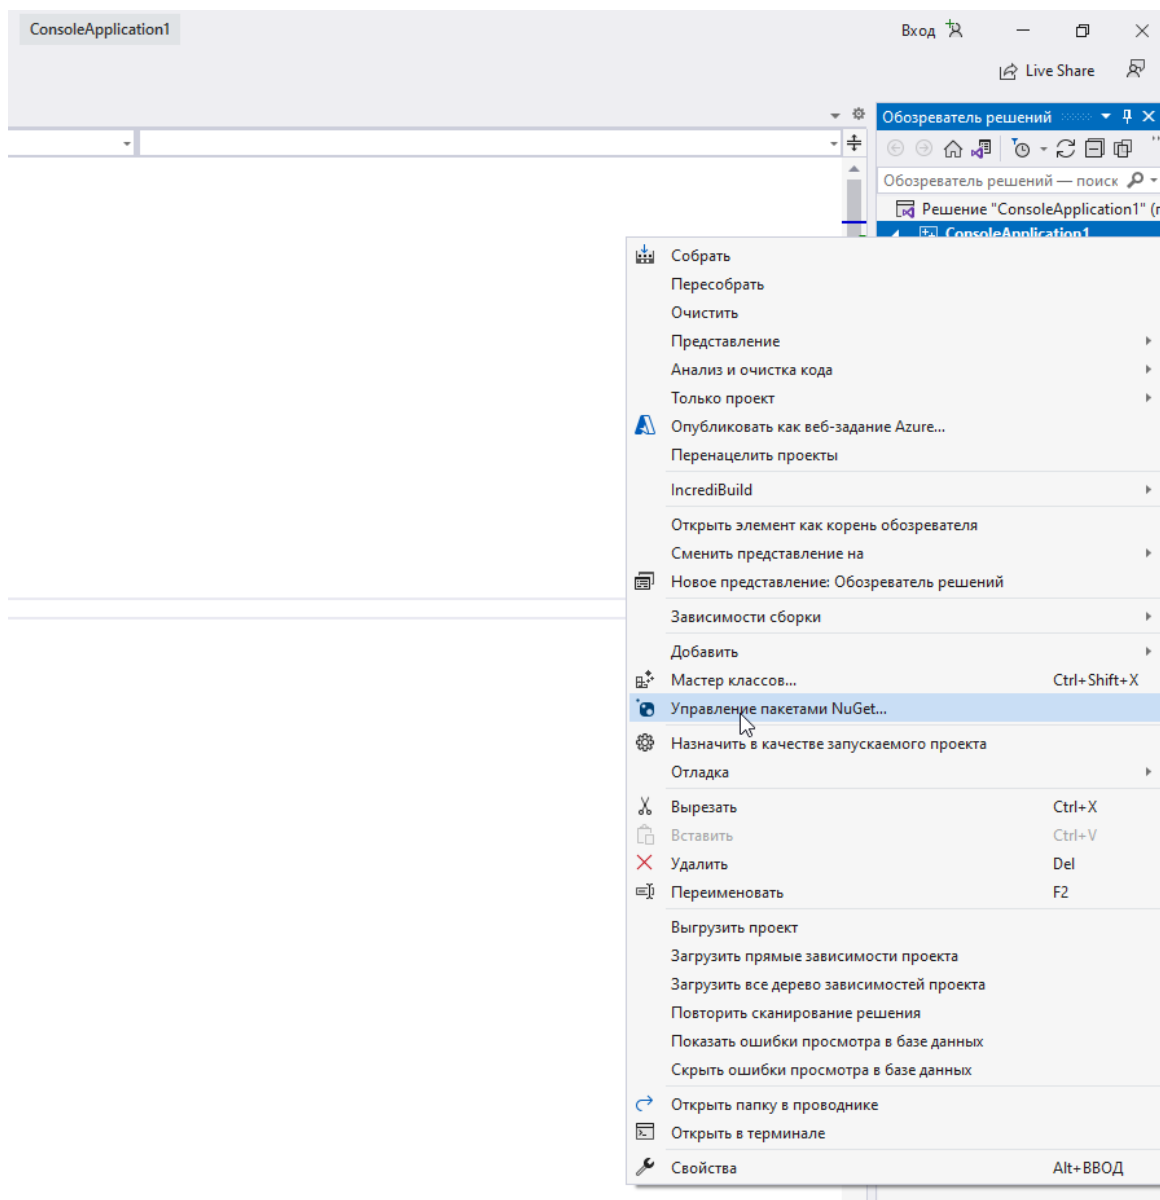 ConsoleApplication1
Вход
Live Share
Обозреватель решений
Обозреватель решений — поиск
Решение "ConsoleApplication1"
ConsoleApplication1
Собрать
Пересобрать
Очистить
Представление
Анализ и очистка кода
Только проект
Опубликовать как веб-задание Azure...
Перенацелить проекты
IncrediBuild
Открыть элемент как корень обозревателя
Сменить представление на
Новое представление: Обозреватель решений
Зависимости сборки
Добавить
Мастер классов... Ctrl+Shift+X
Управление пакетами NuGet...
Назначить в качестве запускаемого проекта
Отладка
Вырезать Ctrl+X
Вставить Ctrl+V
Удалить Del
Переименовать F2
Выгрузить проект
Загрузить прямые зависимости проекта
Загрузить все дерево зависимостей проекта
Повторить сканирование решения
Показать ошибки просмотра в базе данных
Скрыть ошибки просмотра в базе данных
Открыть папку в проводнике
Открыть в терминале
Свойства Alt+ВВОД